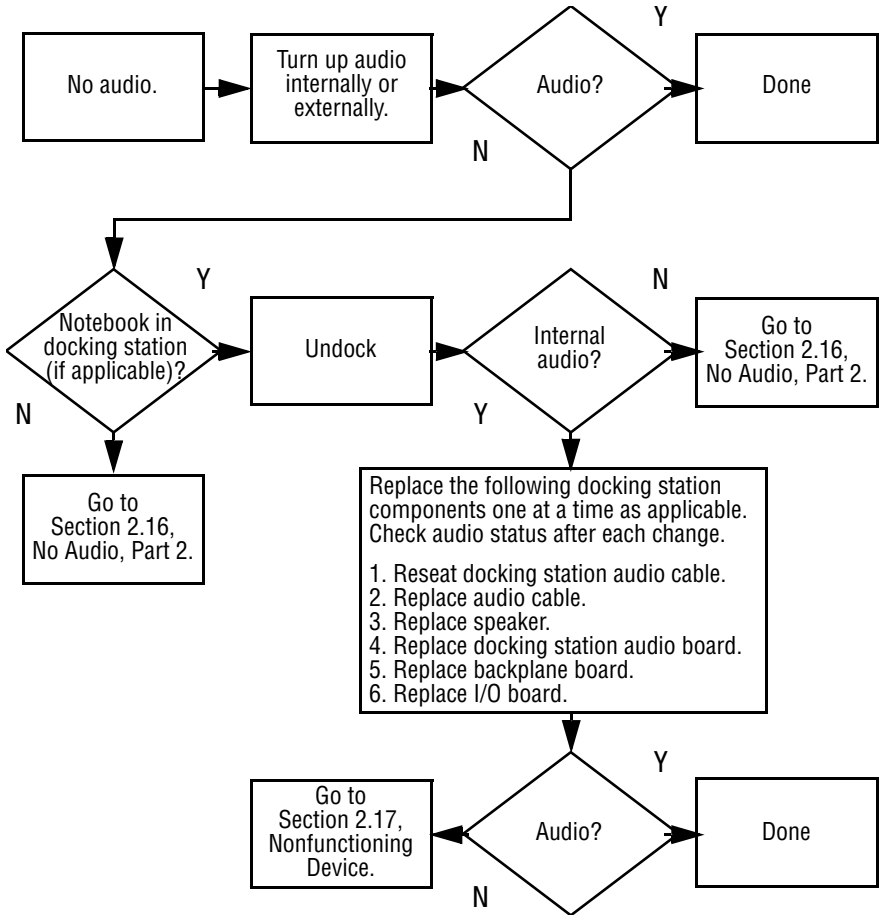 Y
No audio.
Turn up audio
internally or
externally.
Audio?
Done
N
Y
N
Notebook in
docking station
(if applicable)?
Undock
Internal
audio?
Go to
Section 2.16,
No Audio, Part 2.
N
Y
Go to
Section 2.16,
No Audio, Part 2.
Replace the following docking station
components one at a time as applicable.
Check audio status after each change.
1. Reseat docking station audio cable.
2. Replace audio cable.
3. Replace speaker.
4. Replace docking station audio board.
5. Replace backplane board.
6. Replace I/O board.
Y
Go to
Section 2.17,
Nonfunctioning
Device.
Audio?
Done
N